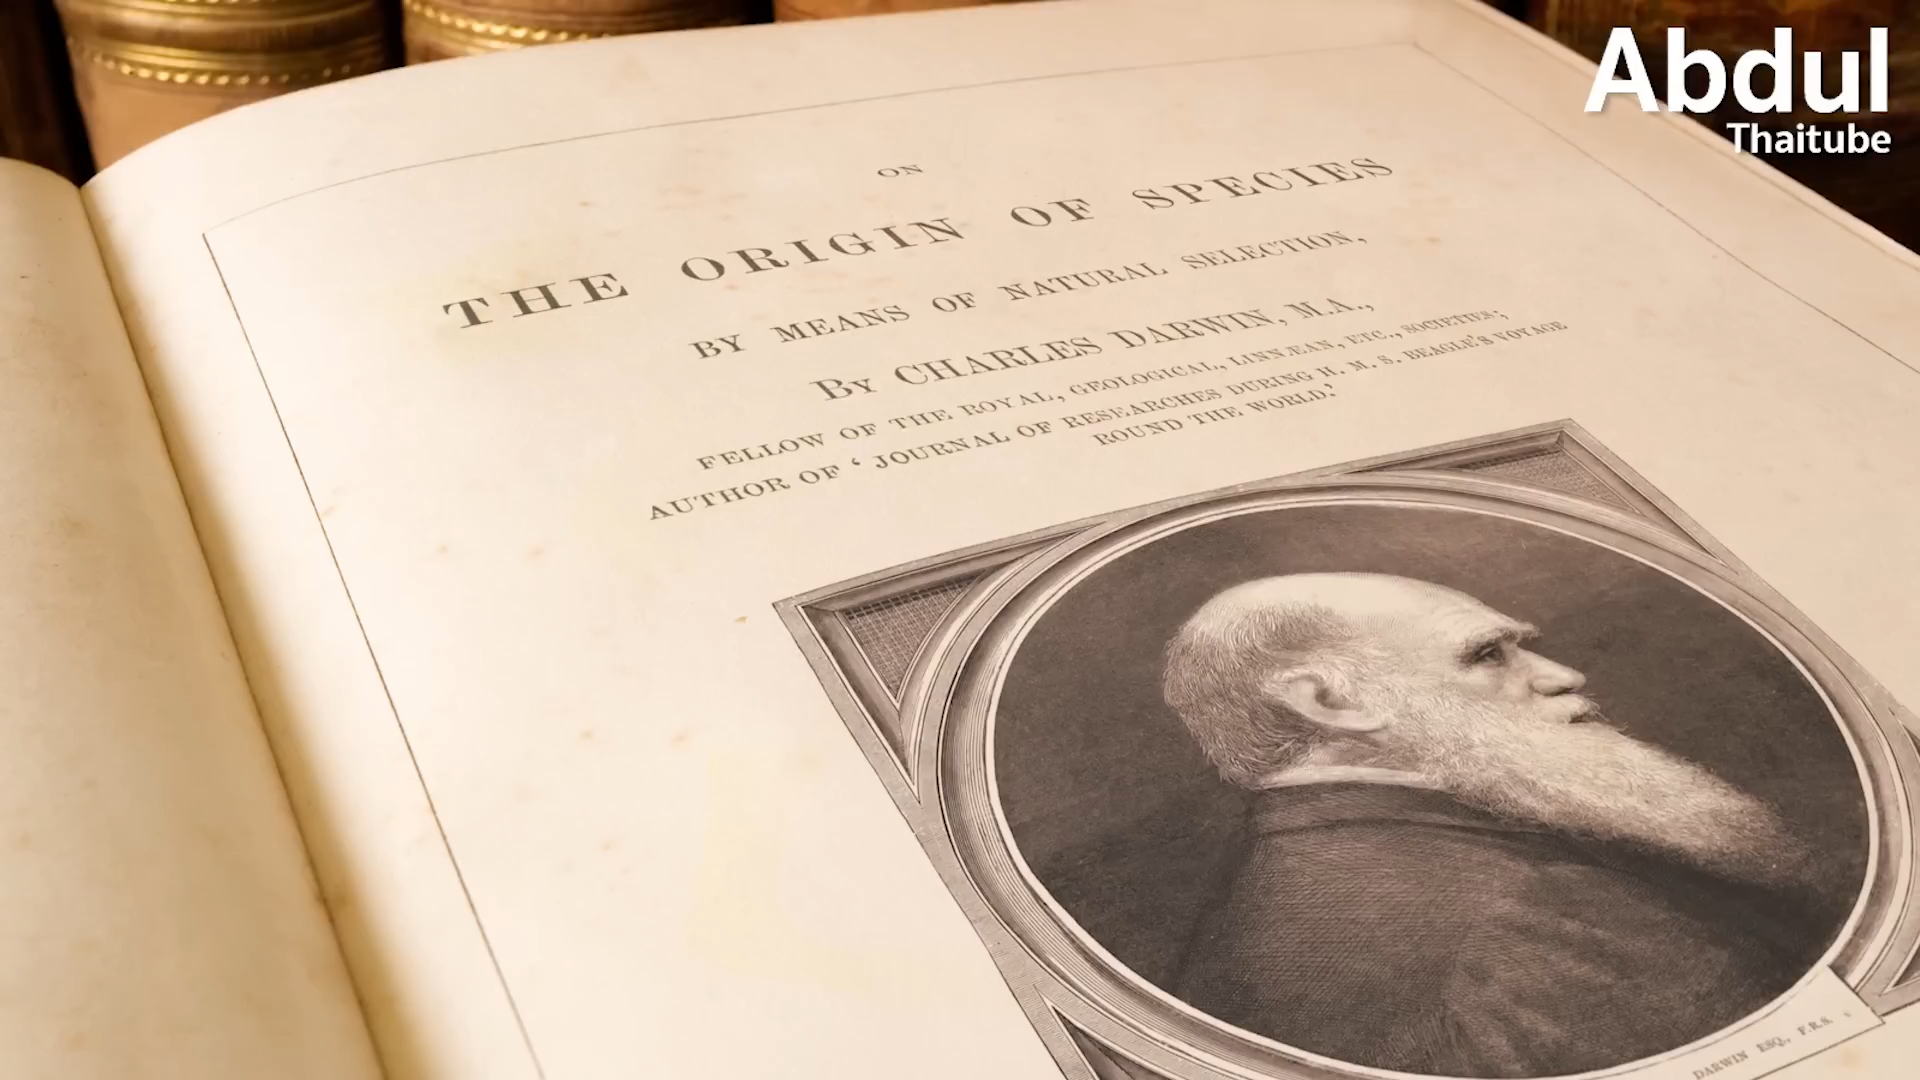 Abdul
Thaitube
ON
THE ORIGIN OF SPECIES
BY MEANS OF NATURAL SELECTION,
By CHARLES DARWIN, M.A.,
FELLOW OF THE ROYAL, GEOLOGICAL, LINNÆAN, ETC., SOCIETIES;
AUTHOR OF ‘ JOURNAL OF RESEARCHES DURING H. M. S. BEAGLE'S VOYAGE
ROUND THE WORLD.’
DARWIN ESQ., F.R.S.